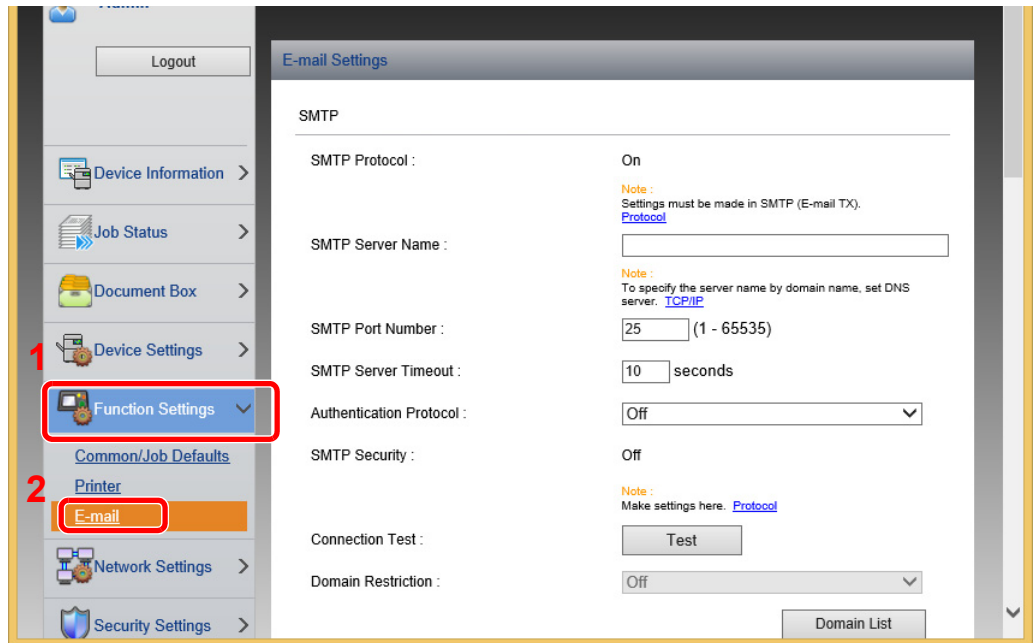 Logout
E-mail Settings
SMTP
SMTP Protocol : On
Note :
Settings must be made in SMTP (E-mail TX).
Protocol
SMTP Server Name :
Note :
To specify the server name by domain name, set DNS
server. TCP/IP
SMTP Port Number : 25 (1 - 65535)
SMTP Server Timeout : 10 seconds
Authentication Protocol : Off
SMTP Security : Off
Note :
Make settings here. Protocol
Connection Test : Test
Domain Restriction : Off
Domain List
Device Information
Job Status
Document Box
Device Settings
1
Function Settings
Common/Job Defaults
Printer
2
E-mail
Network Settings
Security Settings